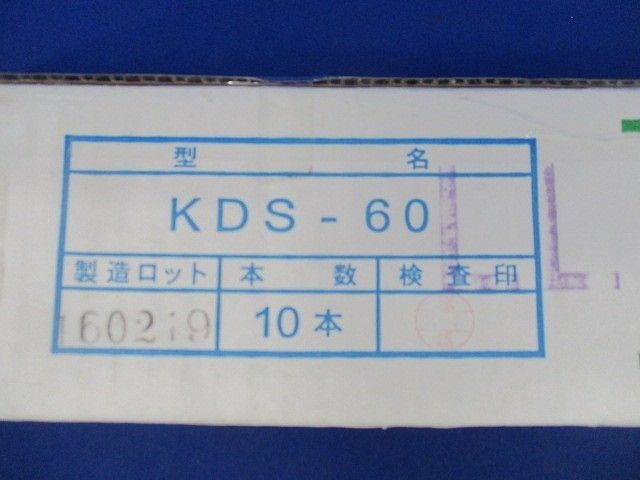 型 名
KDS-60
製造ロット 本 数 検 査 印
160219 10本